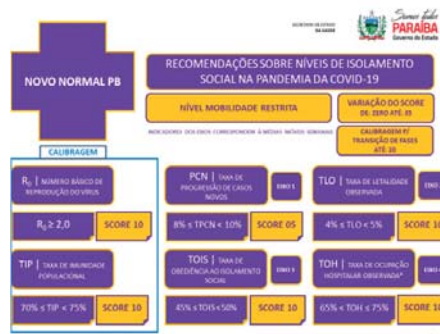 SECRETARIA DE ESTADO
DA SAÚDE
Somos todos
PARAÍBA
Governo do Estado
NOVO NORMAL PB
RECOMENDAÇÕES SOBRE NÍVEIS DE ISOLAMENTO
SOCIAL NA PANDEMIA DA COVID-19
NÍVEL MOBILIDADE RESTRITA
VARIAÇÃO DO SCORE
DE: ZERO ATÉ: 35
INDICADORES DOS EIXOS CORRESPONDEM À MÉDIAS MÓVEIS SEMANAIS
CALIBRAGEM P/
TRANSIÇÃO DE FASES
ATÉ: 20
CALIBRAGEM
R0 | NÚMERO BÁSICO DE
REPRODUÇÃO DO VÍRUS
R0 ≥ 2,0
SCORE 10
PCN | TAXA DE
PROGRESSÃO DE CASOS
NOVOS
EIXO 1
8% ≤ TPCN < 10%
SCORE 05
TLO | TAXA DE LETALIDADE
OBSERVADA
4% ≤ TLO < 5%
SCORE 10
TIP | TAXA DE IMUNIDADE
POPULACIONAL
70% ≤ TIP < 75%
SCORE 10
TOIS | TAXA DE
OBEDIÊNCIA AO ISOLAMENTO
SOCIAL
EIXO 3
45% ≤ TOIS < 50%
SCORE 10
TOH | TAXA DE OCUPAÇÃO
HOSPITALAR OBSERVADA*
65% < TOH ≤ 75%
SCORE 10